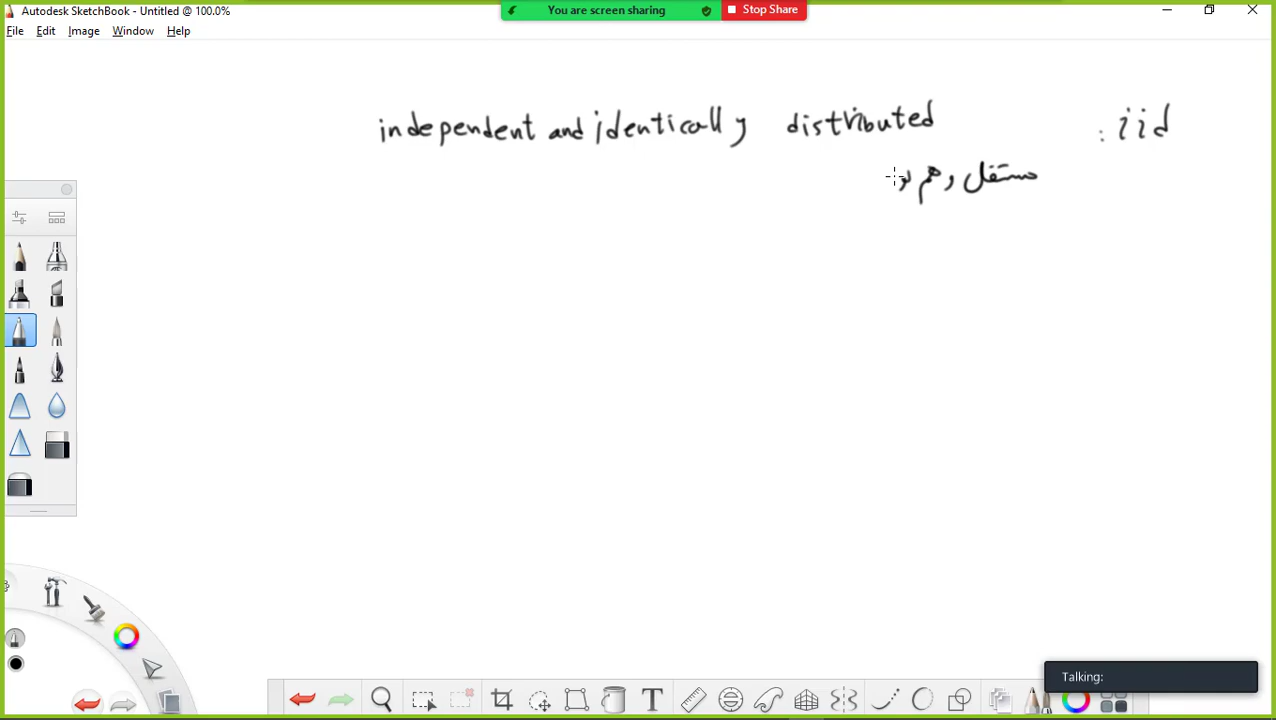 Autodesk SketchBook - Untitled @ 100.0%
You are screen sharing
Stop Share
File Edit Image Window Help
iid : independent and identically distributed
مستقل و هم تو
Talking: